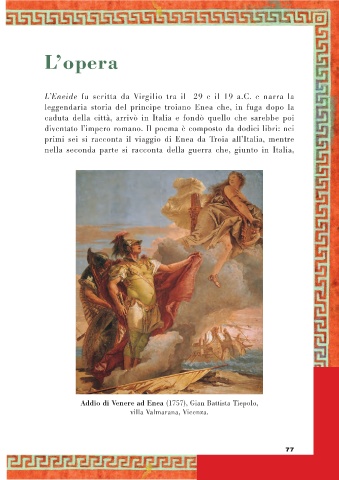 L'opera
L'Eneide fu scritta da Virgilio tra il 29 e il 19 a.C. e narra la
leggendaria storia del principe troiano Enea che, in fuga dopo la
caduta della città, arrivò in Italia e fondò quello che sarebbe poi
diventato l'impero romano. Il poema è composto da dodici libri: nei
primi sei si racconta il viaggio di Enea da Troia all'Italia, mentre
nella seconda parte si racconta della guerra che, giunto in Italia,
Addio di Venere ad Enea (1757), Gian Battista Tiepolo,
villa Valmarana, Vicenza.
77